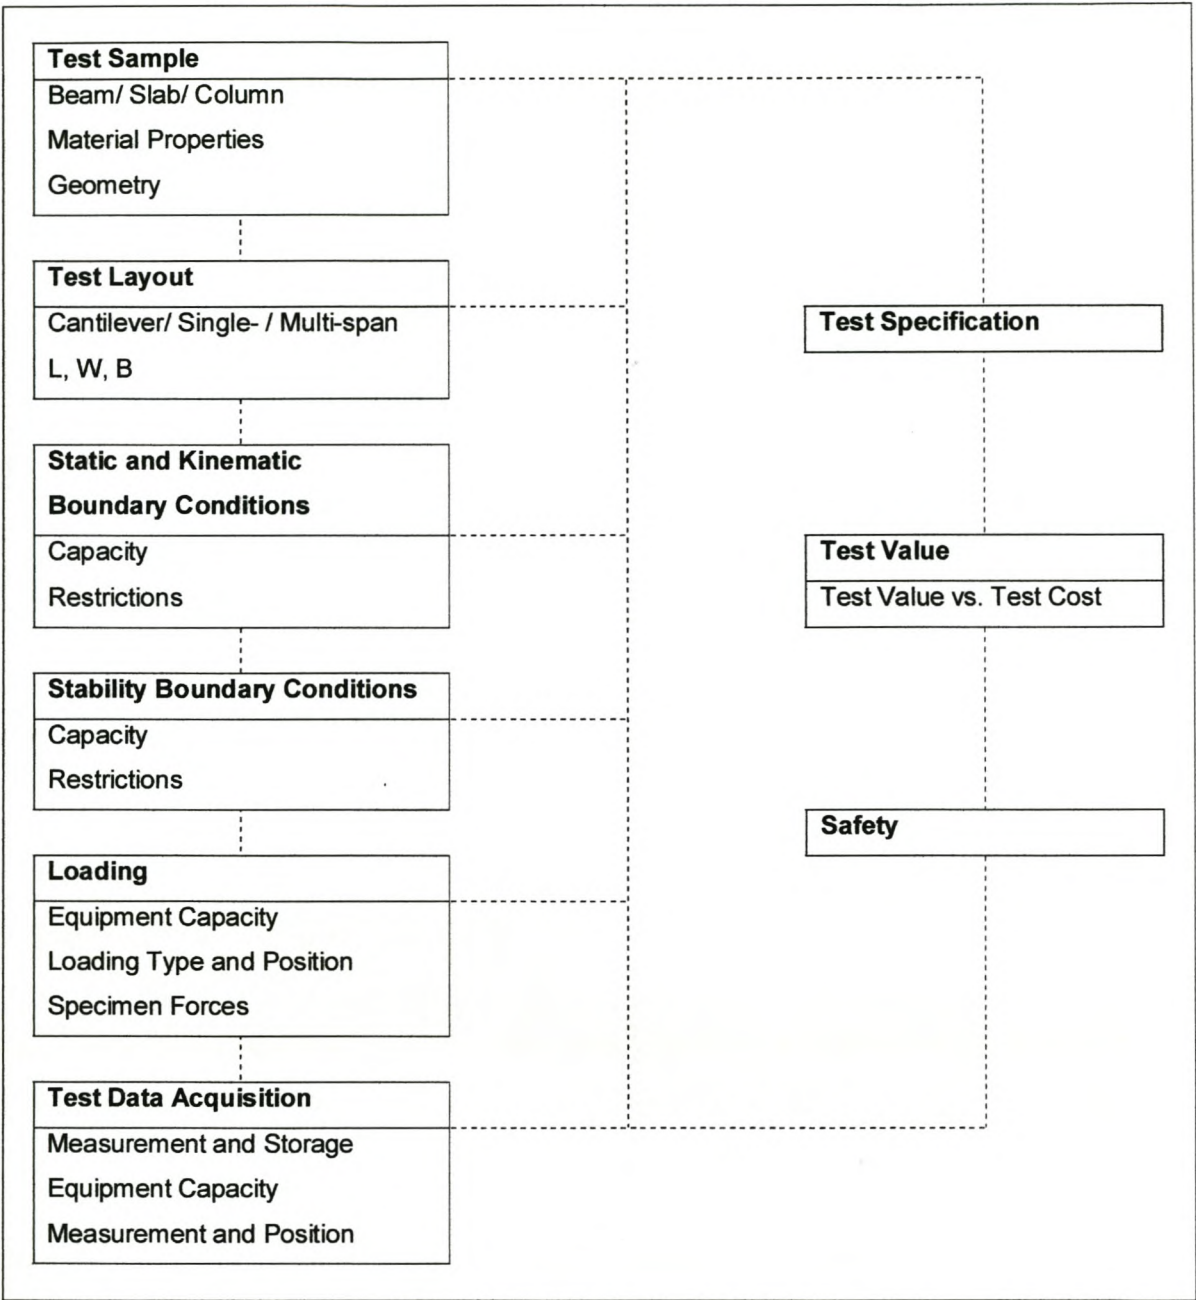 Test Sample
Beam/ Slab/ Column
Material Properties
Geometry
Test Layout
Cantilever/ Single- / Multi-span
L, W, B
Static and Kinematic
Boundary Conditions
Capacity
Restrictions
Stability Boundary Conditions
Capacity
Restrictions
Loading
Equipment Capacity
Loading Type and Position
Specimen Forces
Test Data Acquisition
Measurement and Storage
Equipment Capacity
Measurement and Position
Test Specification
Test Value
Test Value vs. Test Cost
Safety